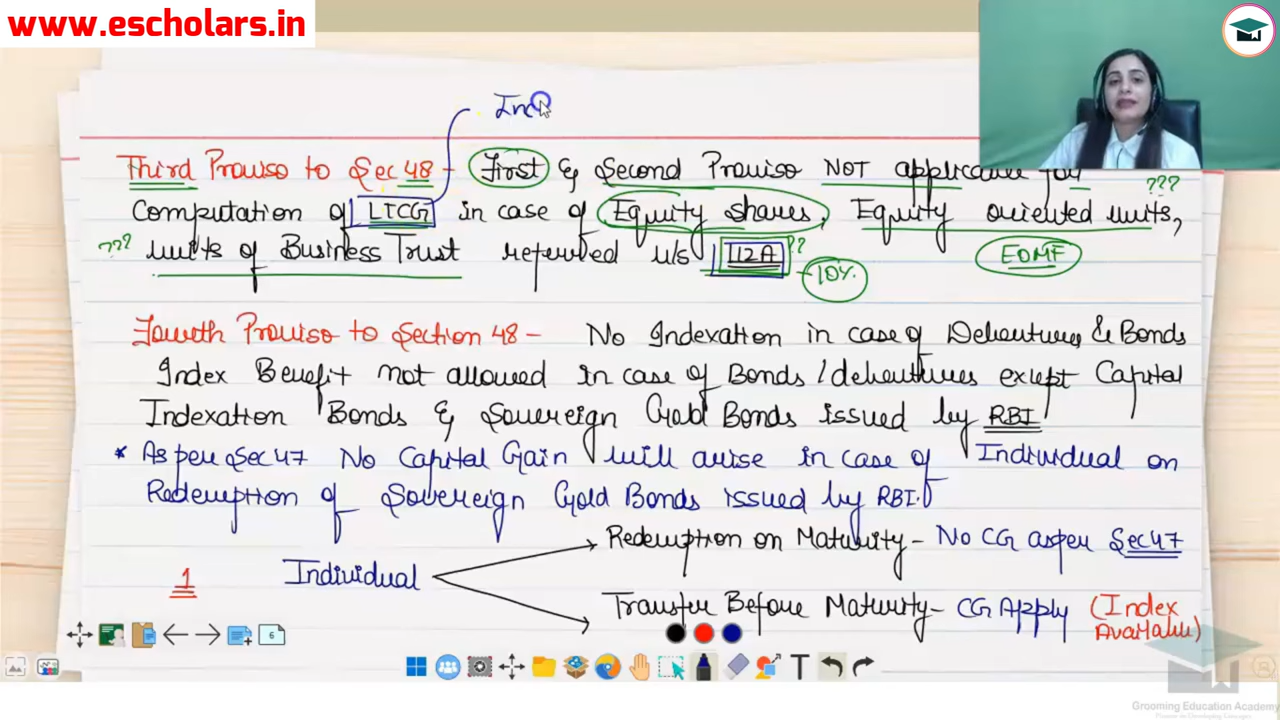 www.escholars.in
Ind
Third Proviso to Sec 48 - First & Second Proviso NOT applicable for
???
Computation of LTCG in case of Equity shares, Equity oriented units,
??? units of Business Trust referred u/s 112A ?? - 10% EOMF
Fourth Proviso to Section 48 - No Indexation in case of Debentures & Bonds
Index Benefit not allowed in case of Bonds/debentures except Capital
Indexation Bonds & Sovereign Gold Bonds issued by RBI
* As per Sec 47 No Capital Gain will arise in case of Individual on
Redemption of Sovereign Gold Bonds issued by RBI.
Redemption on Maturity - No CG as per Sec 47
1 Individual
Transfer Before Maturity - CG Apply (Index
Available)
6
T
Grooming Education Academy